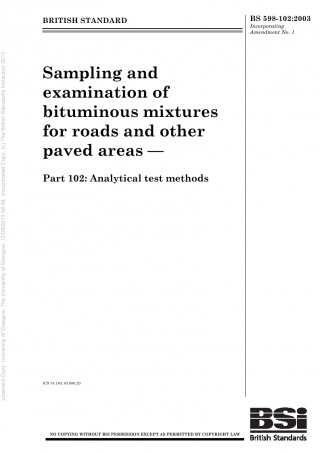 BRITISH STANDARD
BS 598-102:2003
Incorporating
Amendment No. 1
Sampling and
examination of
bituminous mixtures
for roads and other
paved areas —
Part 102: Analytical test methods
NO COPYING WITHOUT BSI PERMISSION EXCEPT AS PERMITTED BY COPYRIGHT LAW
BSi
British Standards